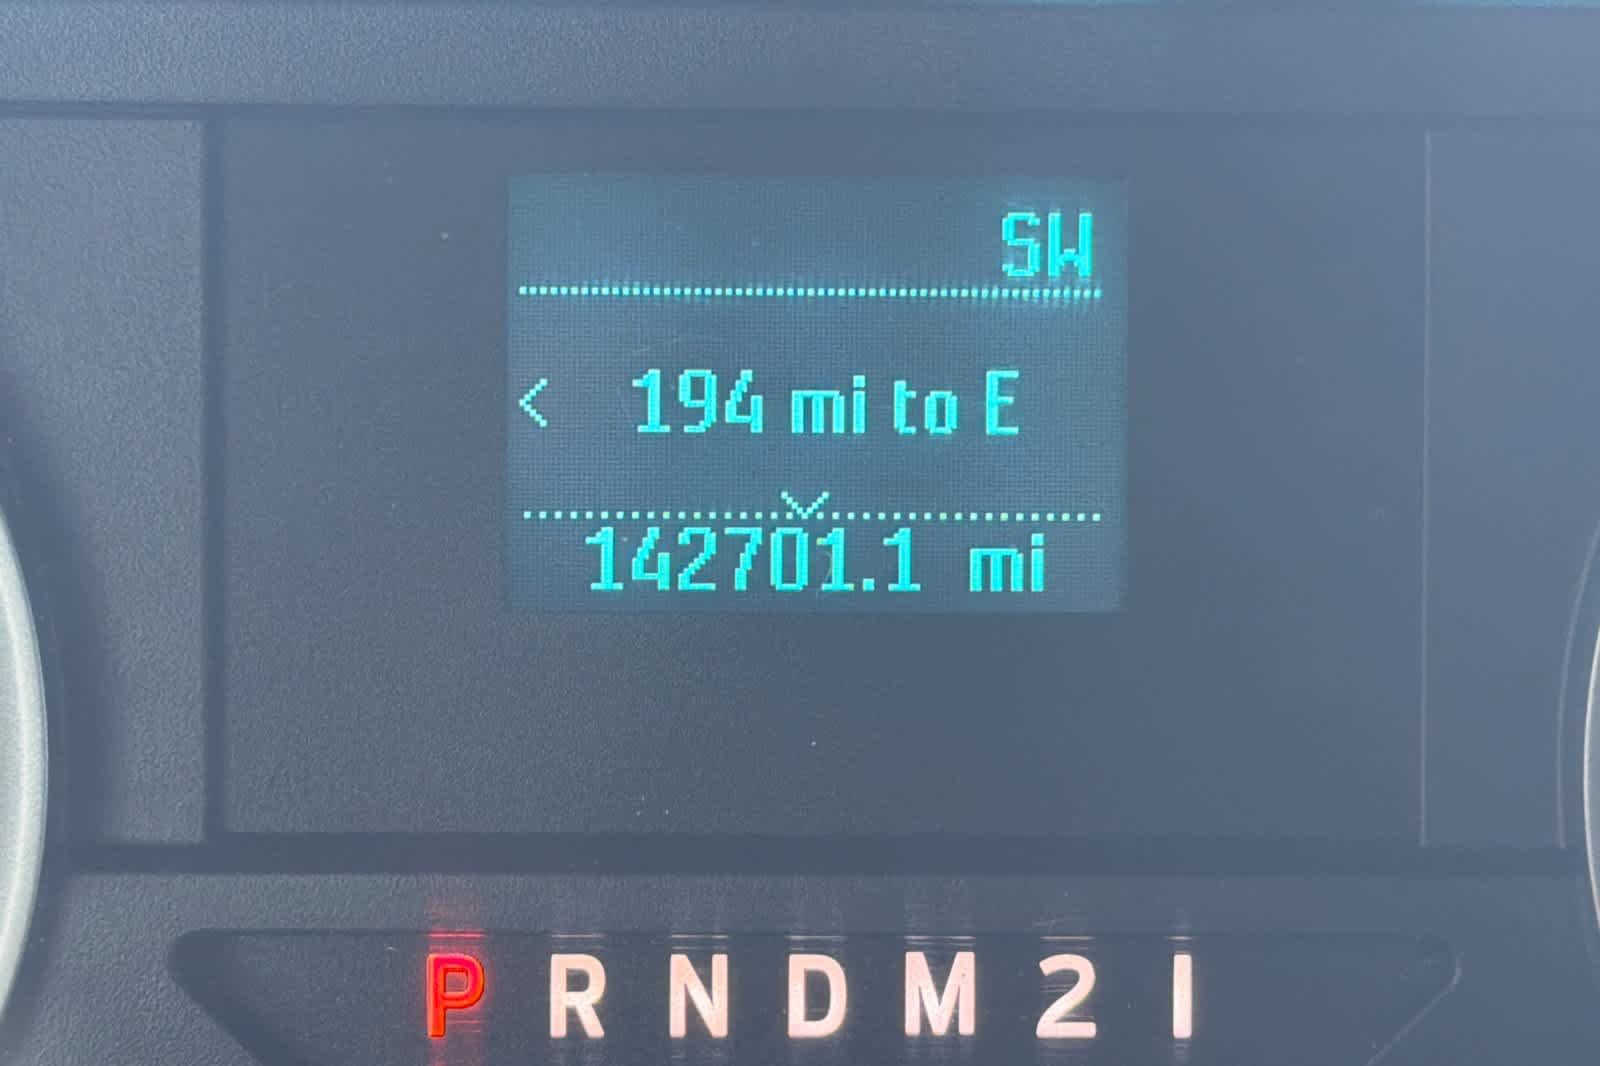 SW
< 194 mi to E
142701.1 mi
P R N D M 2 1